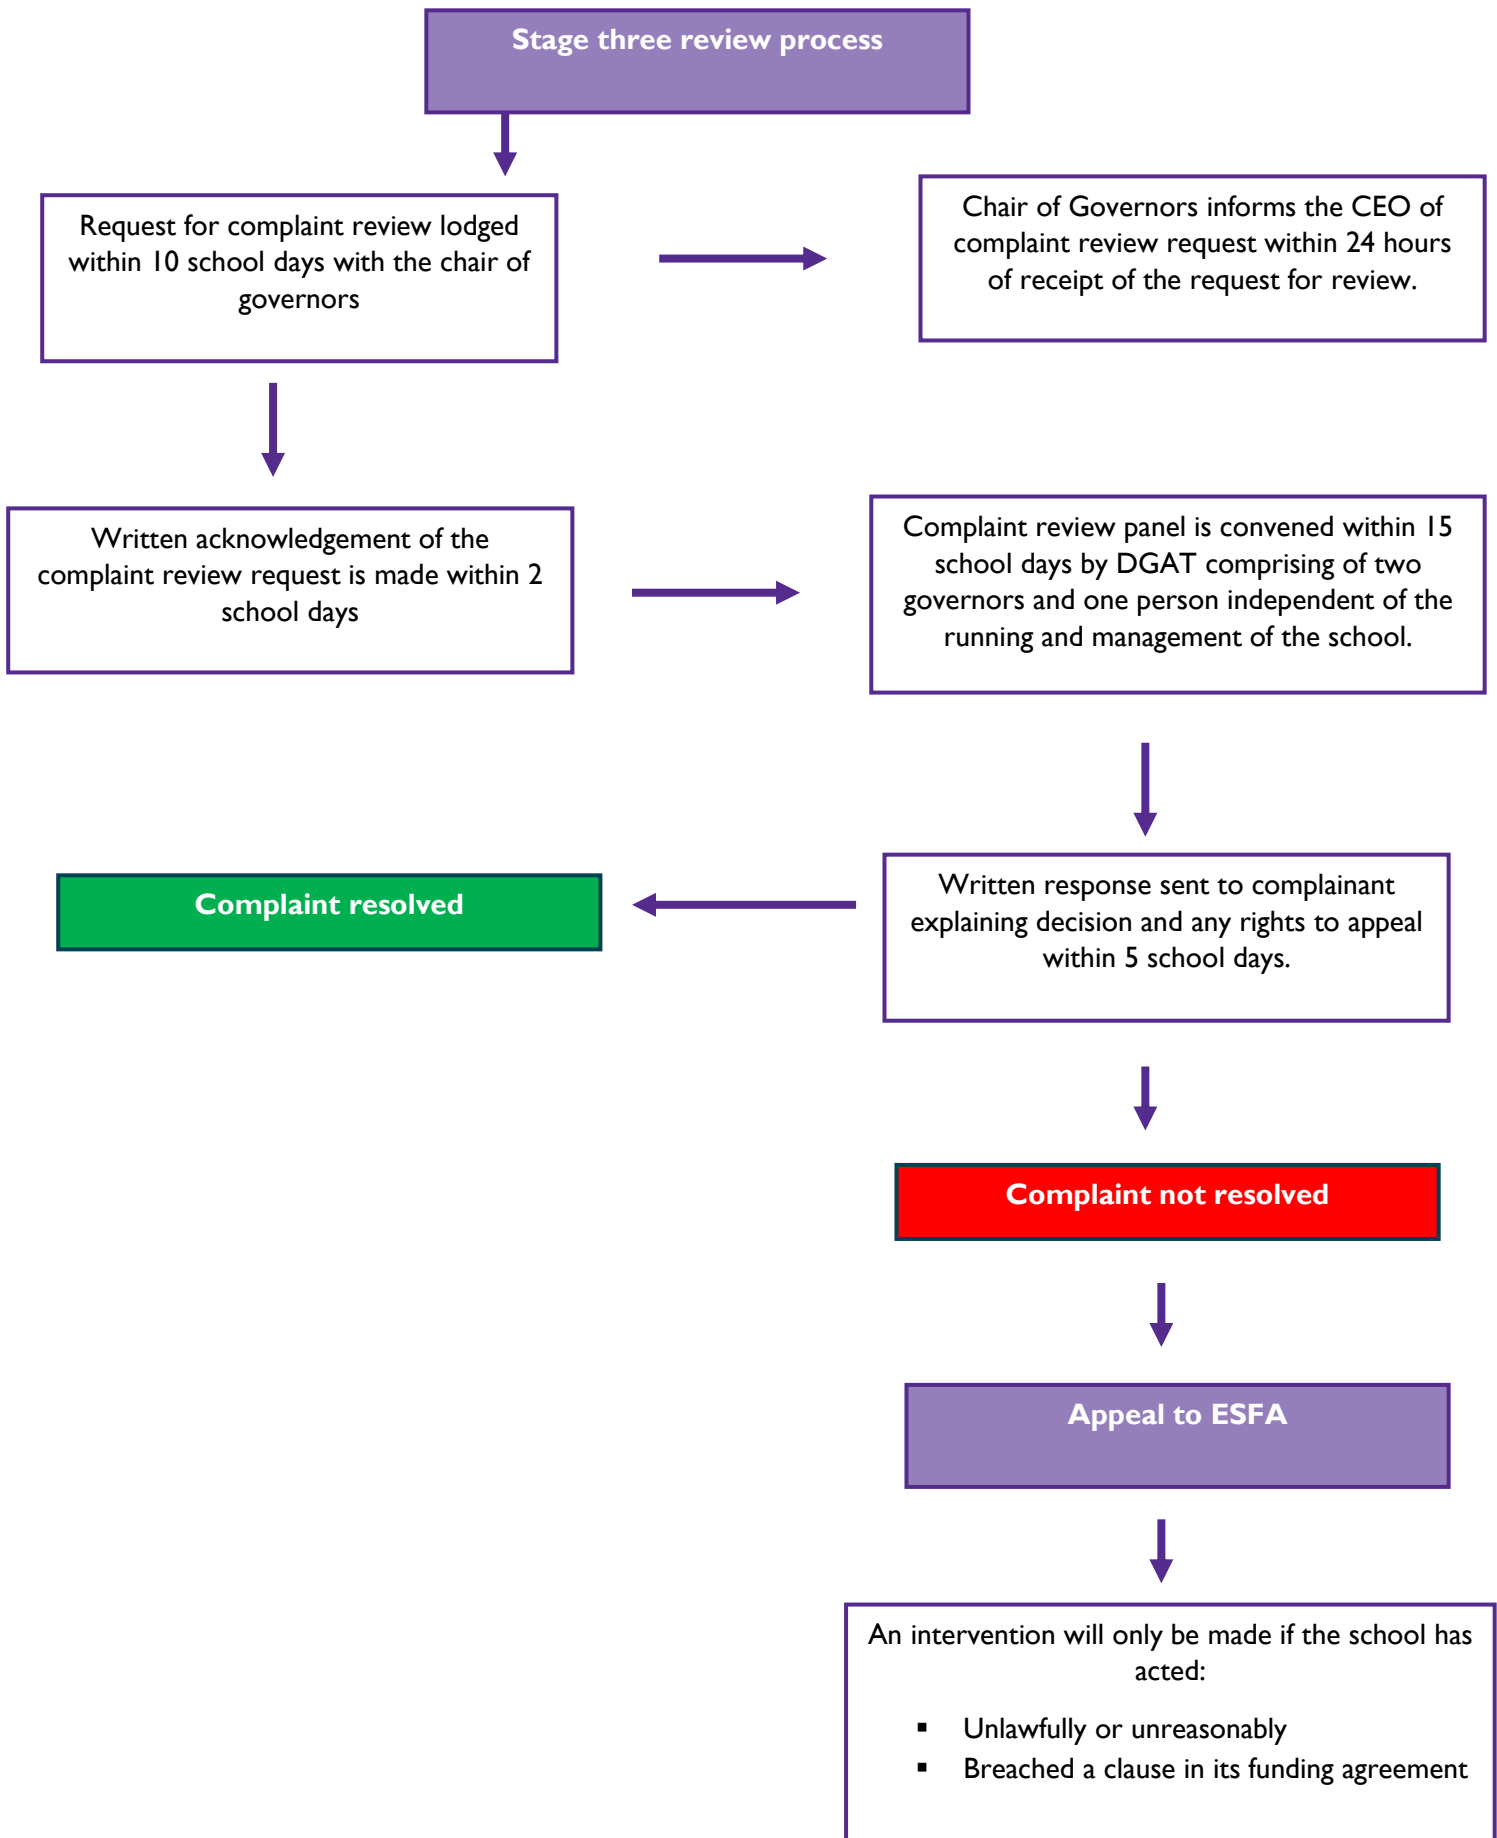 Stage three review process
Request for complaint review lodged
within 10 school days with the chair of
governors
Chair of Governors informs the CEO of
complaint review request within 24 hours
of receipt of the request for review.
Written acknowledgement of the
complaint review request is made within 2
school days
Complaint review panel is convened within 15
school days by DGAT comprising of two
governors and one person independent of the
running and management of the school.
Complaint resolved
Written response sent to complainant
explaining decision and any rights to appeal
within 5 school days.
Complaint not resolved
Appeal to ESFA
An intervention will only be made if the school has
acted:
▪ Unlawfully or unreasonably
▪ Breached a clause in its funding agreement